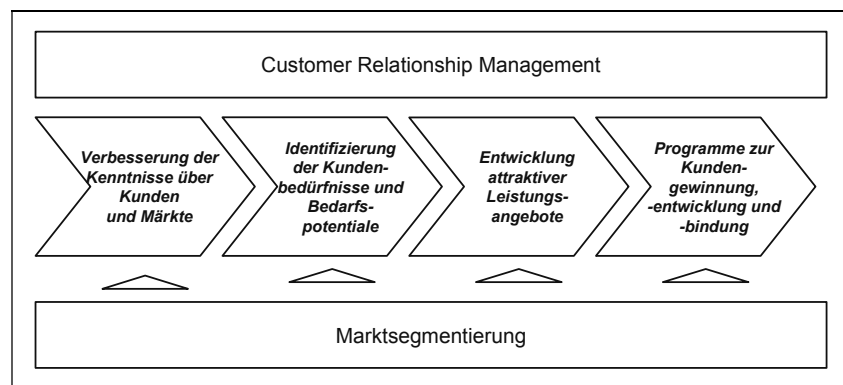 Customer Relationship Management
Verbesserung der
Kenntnisse über
Kunden
und Märkte
Identifizierung
der Kunden-
bedürfnisse und
Bedarfs-
potentiale
Entwicklung
attraktiver
Leistungs-
angebote
Programme zur
Kunden-
gewinnung,
-entwicklung und
-bindung
Marktsegmentierung